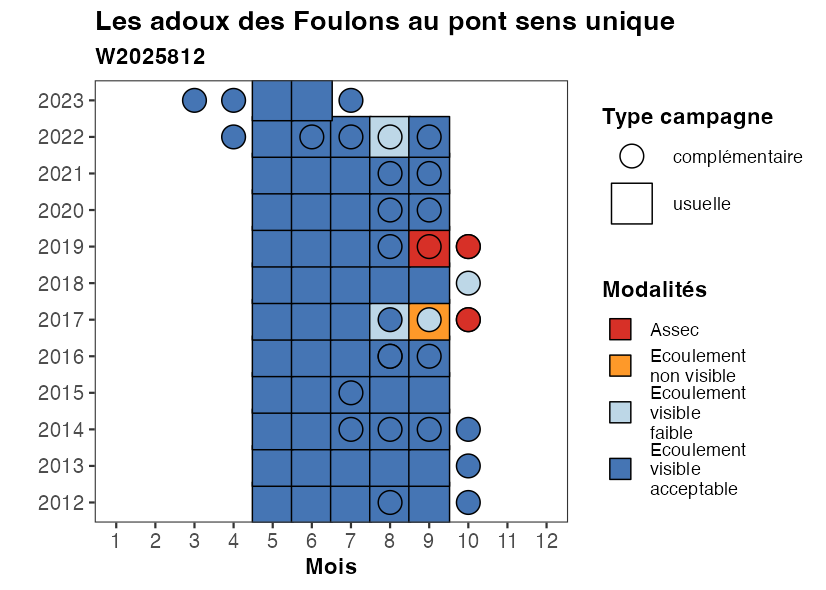 Les adoux des Foulons au pont sens unique
W2025812
2023
2022
2021
2020
2019
2018
2017
2016
2015
2014
2013
2012
1 2 3 4 5 6 7 8 9 10 11 12
Mois
Type campagne
complémentaire
usuelle
Modalités
Assec
Ecoulement
non visible
Ecoulement
visible
faible
Ecoulement
visible
acceptable